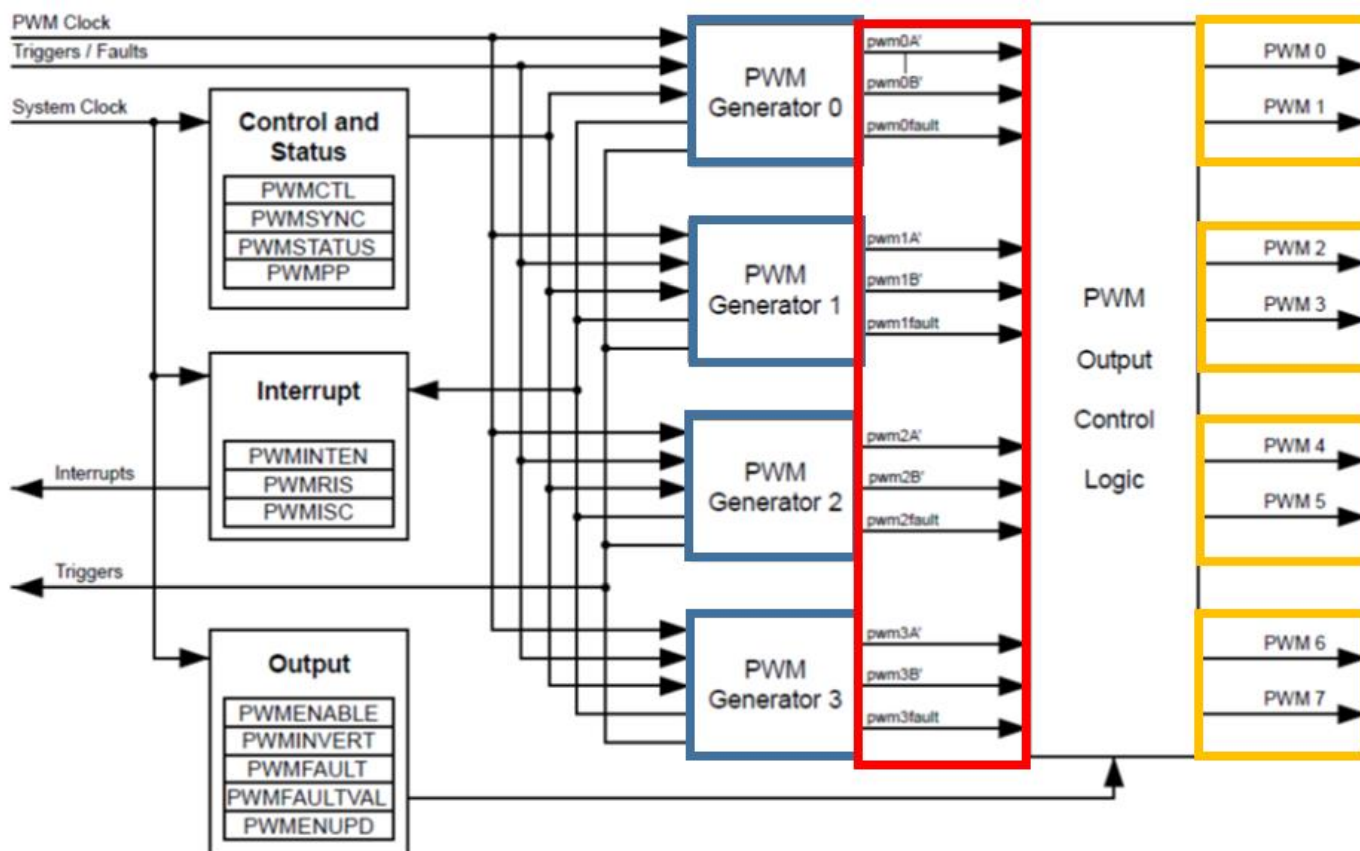 PWM Clock
Triggers / Faults
System Clock
Control and
Status
PWMCTL
PWMSYNC
PWMSTATUS
PWMPP
Interrupt
PWMINTEN
PWMRIS
PWMISC
Interrupts
Triggers
Output
PWMENABLE
PWMINVERT
PWMFAULT
PWMFAULTVAL
PWMENUPD
PWM
Generator 0
pwm0A'
pwm0B'
pwm0fault
PWM
Generator 1
pwm1A'
pwm1B'
pwm1fault
PWM
Generator 2
pwm2A'
pwm2B'
pwm2fault
PWM
Generator 3
pwm3A'
pwm3B'
pwm3fault
PWM
Output
Control
Logic
PWM 0
PWM 1
PWM 2
PWM 3
PWM 4
PWM 5
PWM 6
PWM 7